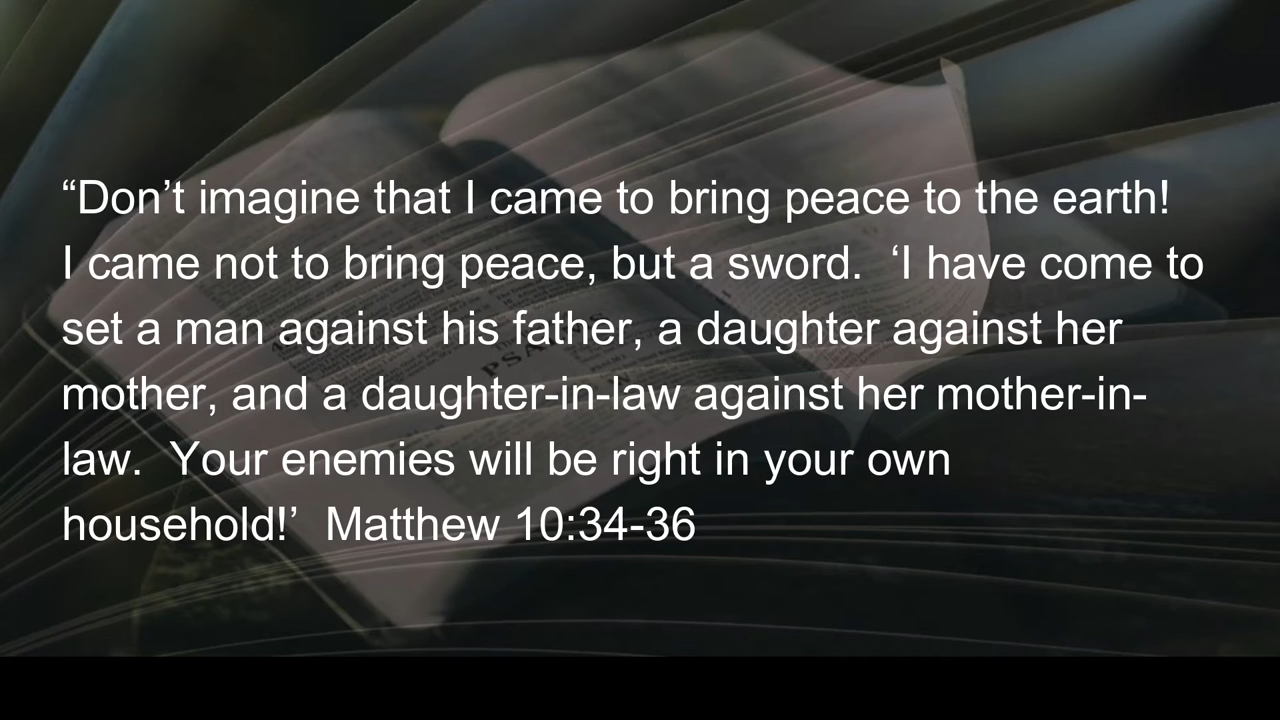 “Don’t imagine that I came to bring peace to the earth!
I came not to bring peace, but a sword.  ‘I have come to
set a man against his father, a daughter against her
mother, and a daughter-in-law against her mother-in-
law.  Your enemies will be right in your own
household!’  Matthew 10:34-36
PSALMS